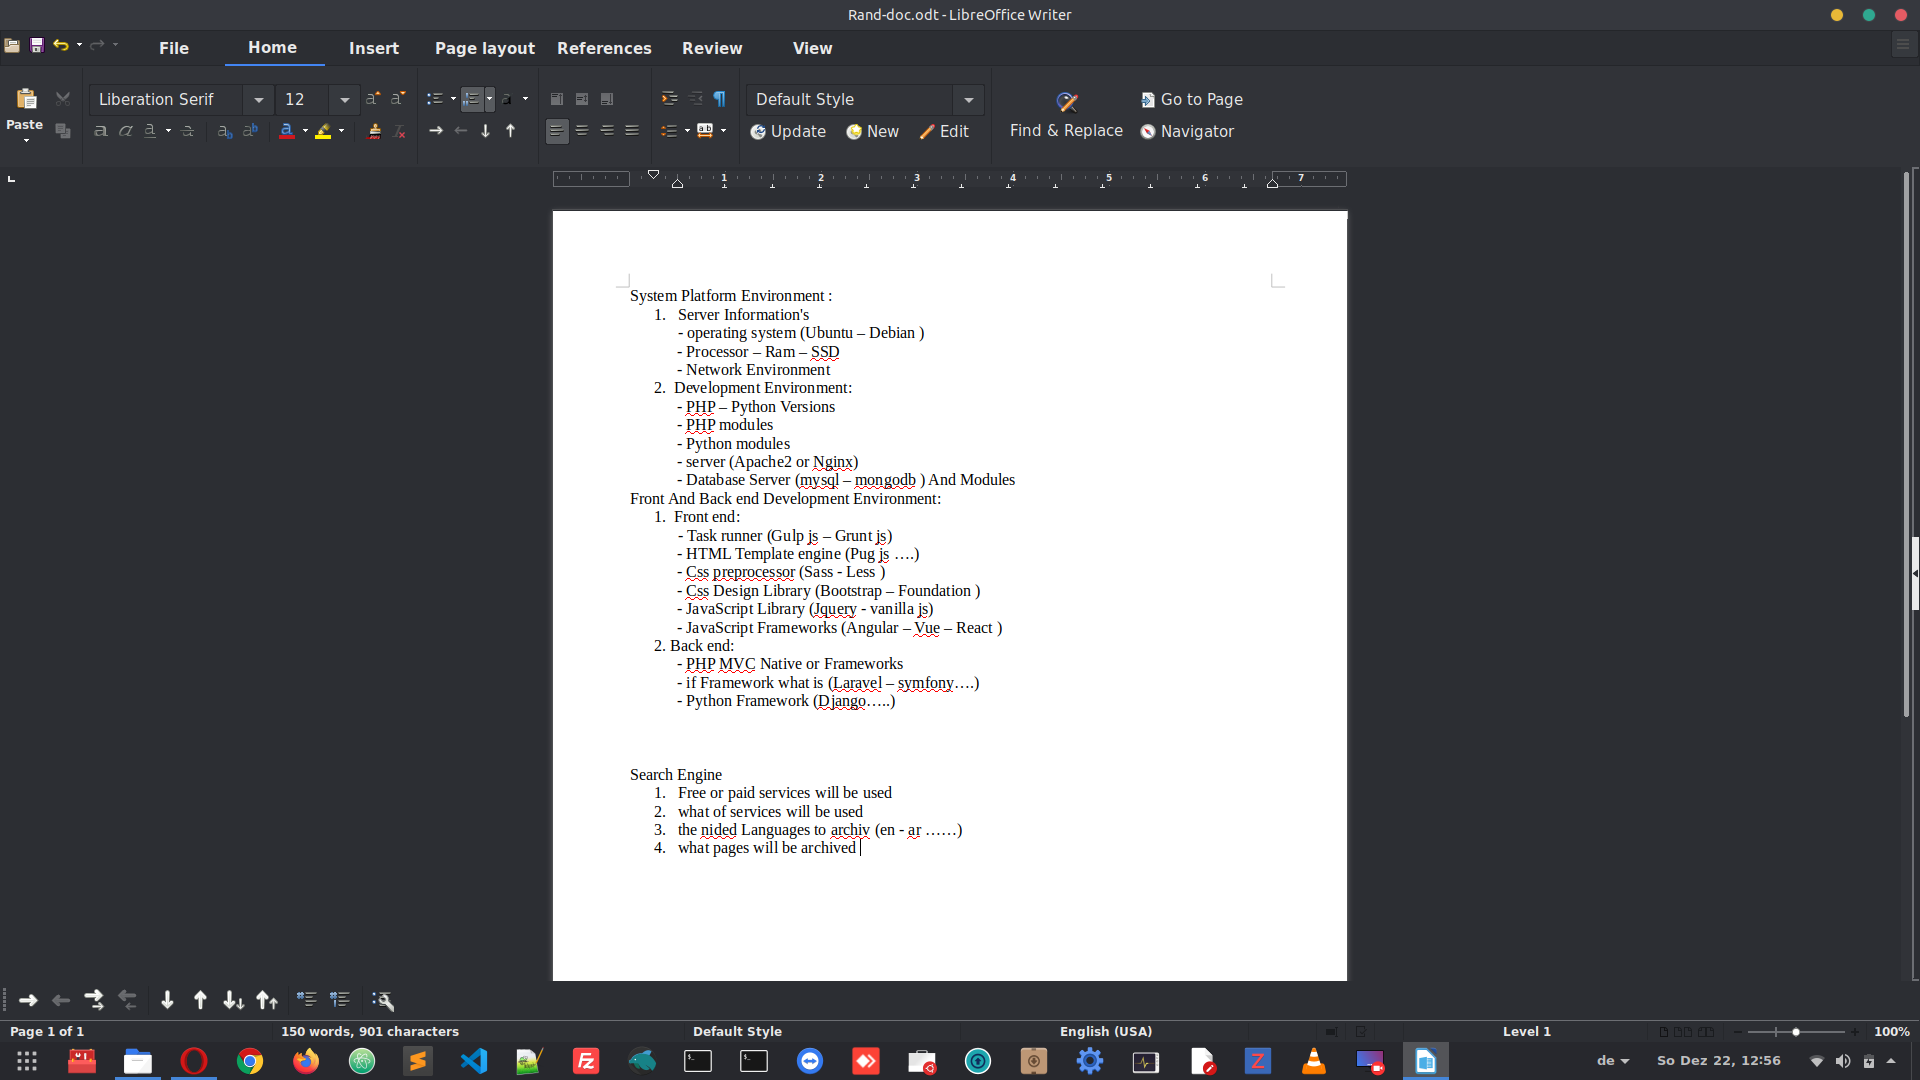 Rand-doc.odt - LibreOffice Writer
File Home Insert Page layout References Review View
Paste
Liberation Serif 12
Default Style
Update New Edit
Find & Replace
Go to Page
Navigator
1 2 3 4 5 6 7
System Platform Environment :
1. Server Information's
- operating system (Ubuntu – Debian )
- Processor – Ram – SSD
- Network Environment
2. Development Environment:
- PHP – Python Versions
- PHP modules
- Python modules
- server (Apache2 or Nginx)
- Database Server (mysql – mongodb ) And Modules
Front And Back end Development Environment:
1. Front end:
- Task runner (Gulp js – Grunt js)
- HTML Template engine (Pug js ….)
- Css preprocessor (Sass - Less )
- Css Design Library (Bootstrap – Foundation )
- JavaScript Library (Jquery - vanilla js)
- JavaScript Frameworks (Angular – Vue – React )
2. Back end:
- PHP MVC Native or Frameworks
- if Framework what is (Laravel – symfony….)
- Python Framework (Django…..)
Search Engine
1. Free or paid services will be used
2. what of services will be used
3. the nided Languages to archiv (en - ar ……)
4. what pages will be archived
Page 1 of 1 150 words, 901 characters Default Style English (USA) Level 1 100%
de So Dez 22, 12:56